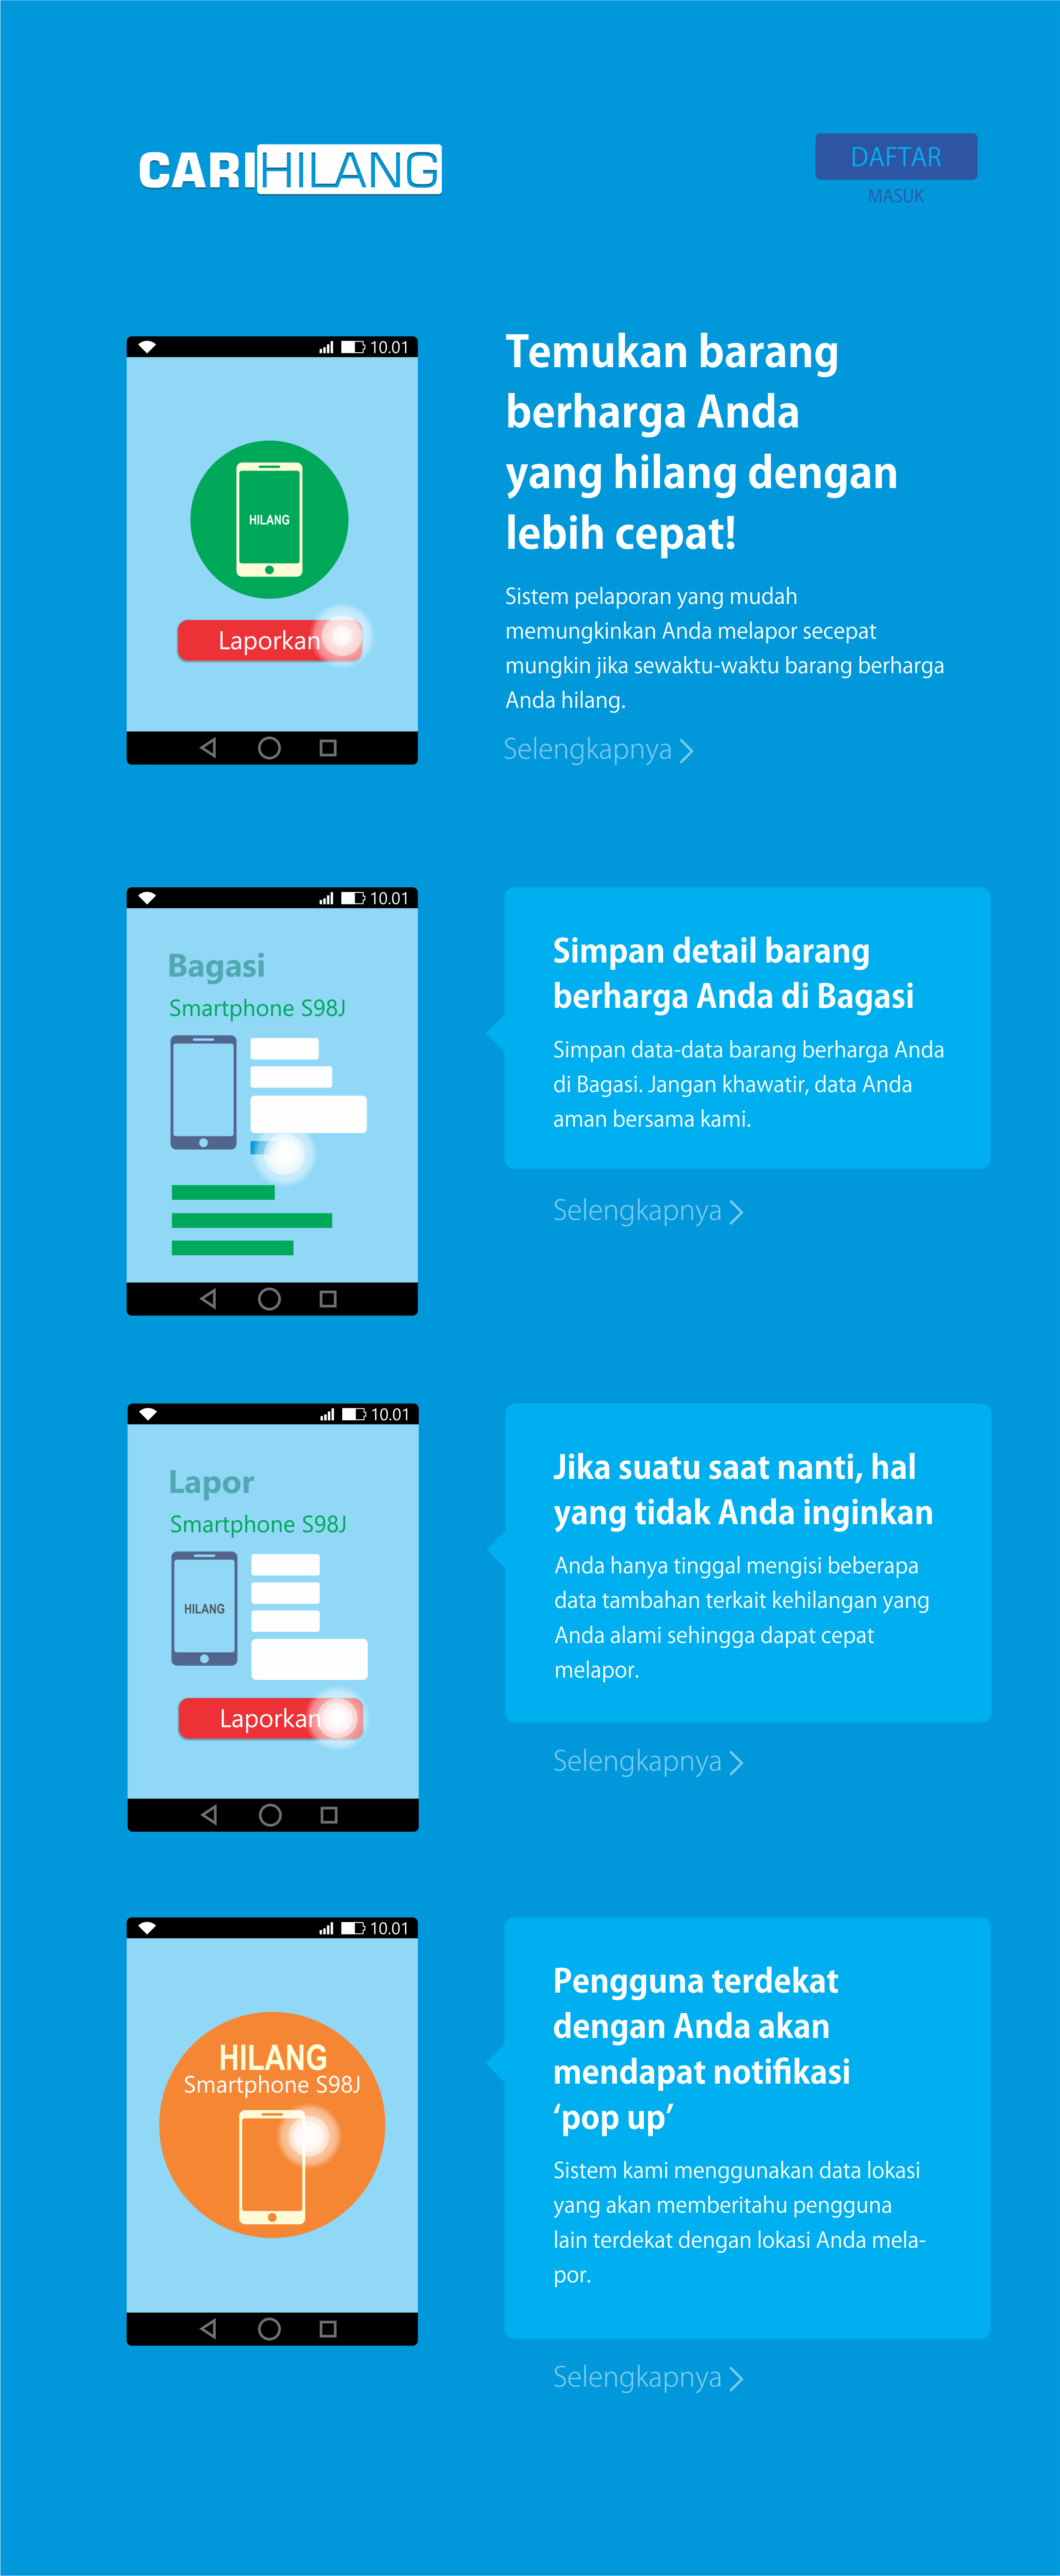 CARIHILANG
DAFTAR
MASUK
10.01
HILANG
Laporkan
Temukan barang
berharga Anda
yang hilang dengan
lebih cepat!
Sistem pelaporan yang mudah
memungkinkan Anda melapor secepat
mungkin jika sewaktu-waktu barang berharga
Anda hilang.
Selengkapnya
10.01
Bagasi
Smartphone S98J
Simpan detail barang
berharga Anda di Bagasi
Simpan data-data barang berharga Anda
di Bagasi. Jangan khawatir, data Anda
aman bersama kami.
Selengkapnya
10.01
Lapor
Smartphone S98J
HILANG
Laporkan
Jika suatu saat nanti, hal
yang tidak Anda inginkan
Anda hanya tinggal mengisi beberapa
data tambahan terkait kehilangan yang
Anda alami sehingga dapat cepat
melapor.
Selengkapnya
10.01
HILANG
Smartphone S98J
Pengguna terdekat
dengan Anda akan
mendapat notifikasi
‘pop up’
Sistem kami menggunakan data lokasi
yang akan memberitahu pengguna
lain terdekat dengan lokasi Anda mela-
por.
Selengkapnya